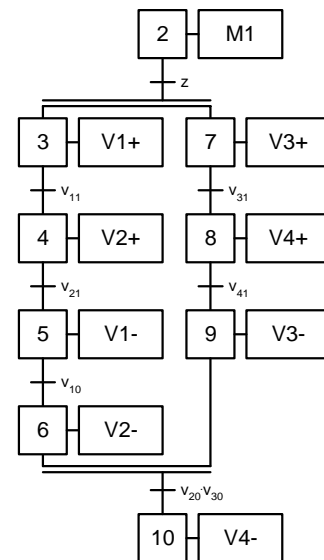 2 M1
z
3 V1+ 7 V3+
v₁₁ v₃₁
4 V2+ 8 V4+
v₂₁ v₄₁
5 V1- 9 V3-
v₁₀
6 V2-
v₂₀·v₃₀
10 V4-